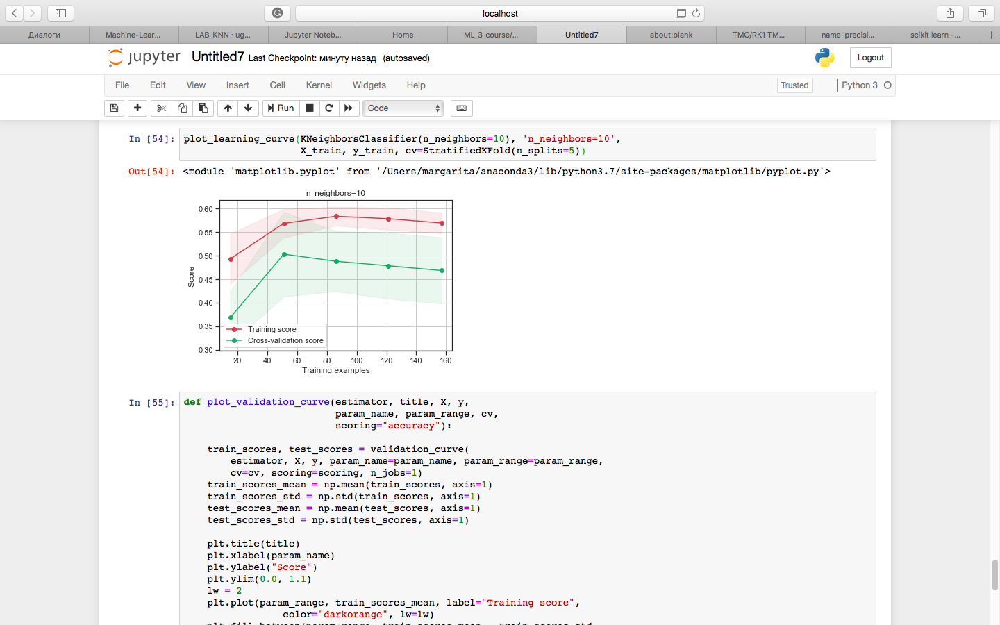 localhost
Диалоги
Machine-Lear...
LAB_KNN · ug...
Jupyter Noteb...
Home
ML_3_course/...
Untitled7
about:blank
TMO/RK1 TM...
name 'precisi...
scikit learn -...
jupyter Untitled7 Last Checkpoint: минуту назад (autosaved)
Logout
File Edit View Insert Cell Kernel Widgets Help
Trusted
Python 3
Run
Code
In [54]: plot_learning_curve(KNeighborsClassifier(n_neighbors=10), 'n_neighbors=10',
X_train, y_train, cv=StratifiedKFold(n_splits=5))
Out[54]: <module 'matplotlib.pyplot' from '/Users/margarita/anaconda3/lib/python3.7/site-packages/matplotlib/pyplot.py'>
n_neighbors=10
0.60
0.55
0.50
0.45
0.40
0.35
0.30
Score
Training score
Cross-validation score
20 40 60 80 100 120 140 160
Training examples
In [55]: def plot_validation_curve(estimator, title, X, y,
param_name, param_range, cv,
scoring="accuracy"):
train_scores, test_scores = validation_curve(
estimator, X, y, param_name=param_name, param_range=param_range,
cv=cv, scoring=scoring, n_jobs=1)
train_scores_mean = np.mean(train_scores, axis=1)
train_scores_std = np.std(train_scores, axis=1)
test_scores_mean = np.mean(test_scores, axis=1)
test_scores_std = np.std(test_scores, axis=1)
plt.title(title)
plt.xlabel(param_name)
plt.ylabel("Score")
plt.ylim(0.0, 1.1)
lw = 2
plt.plot(param_range, train_scores_mean, label="Training score",
color="darkorange", lw=lw)